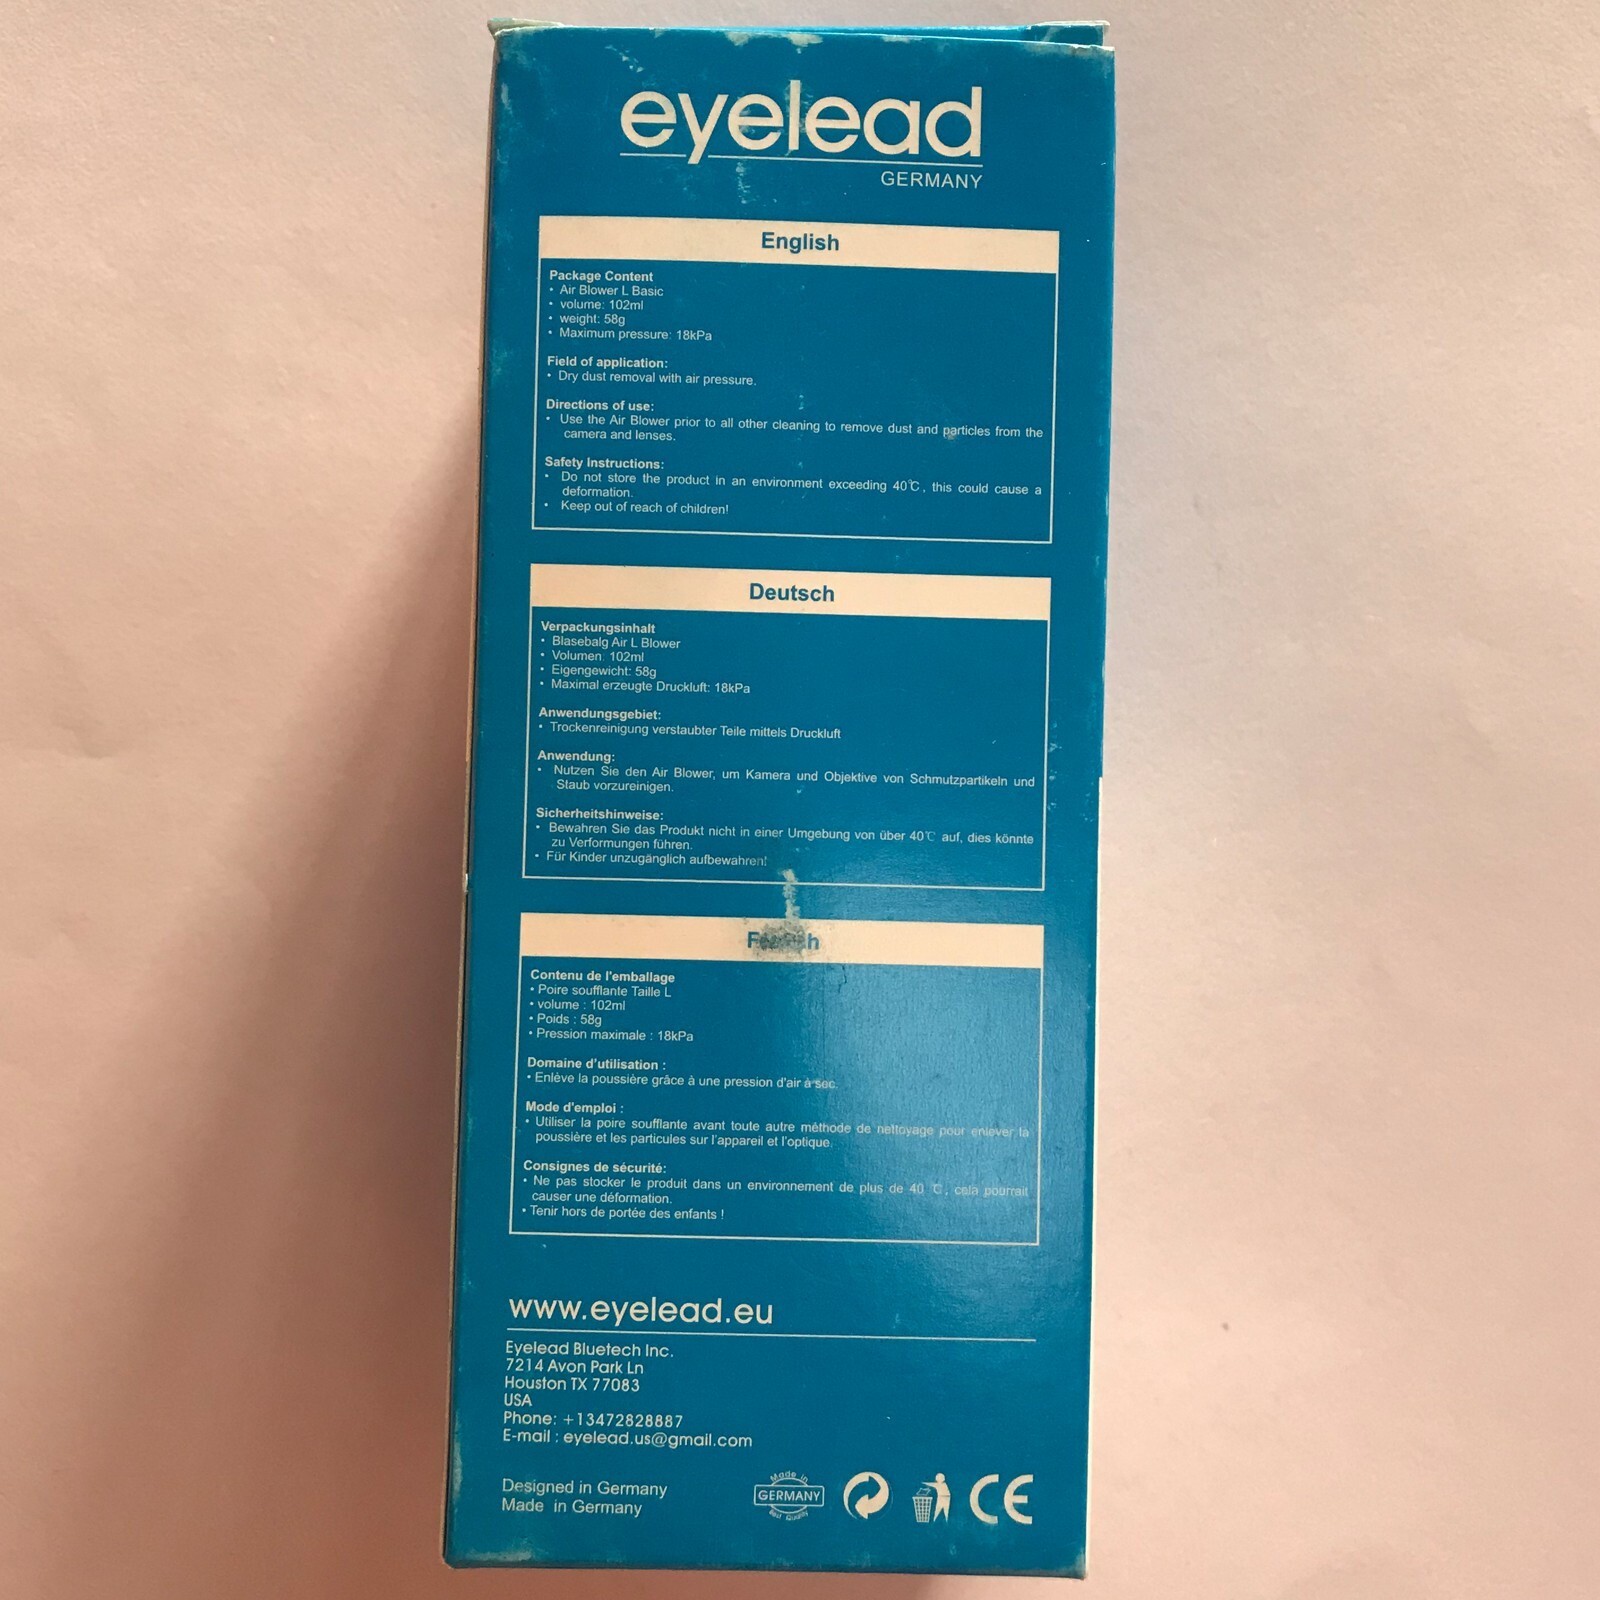 eyelead
GERMANY
English
Package Content
• Air Blower L Basic
• volume: 102ml
• weight: 58g
• Maximum pressure: 18kPa
Field of application:
• Dry dust removal with air pressure.
Directions of use:
• Use the Air Blower prior to all other cleaning to remove dust and particles from the
camera and lenses.
Safety Instructions:
• Do not store the product in an environment exceeding 40℃, this could cause a
deformation.
• Keep out of reach of children!
Deutsch
Verpackungsinhalt
• Blasebalg Air L Blower
• Volumen: 102ml
• Eigengewicht: 58g
• Maximal erzeugte Druckluft: 18kPa
Anwendungsgebiet:
• Trockenreinigung verstaubter Teile mittels Druckluft
Anwendung:
• Nutzen Sie den Air Blower, um Kamera und Objektive von Schmutzpartikeln und
Staub vorzureinigen.
Sicherheitshinweise:
• Bewahren Sie das Produkt nicht in einer Umgebung von über 40℃ auf, dies könnte
zu Verformungen führen.
• Für Kinder unzugänglich aufbewahren!
French
Contenu de l'emballage
• Poire soufflante Taille L
• volume : 102ml
• Poids : 58g
• Pression maximale : 18kPa
Domaine d'utilisation :
• Enlève la poussière grâce à une pression d'air à sec.
Mode d'emploi :
• Utiliser la poire soufflante avant toute autre méthode de nettoyage pour enlever la
poussière et les particules sur l'appareil et l'optique.
Consignes de sécurité:
• Ne pas stocker le produit dans un environnement de plus de 40 ℃, cela pourrait
causer une déformation.
• Tenir hors de portée des enfants !
www.eyelead.eu
Eyelead Bluetech Inc.
7214 Avon Park Ln
Houston TX 77083
USA
Phone: +13472828887
E-mail : eyelead.us@gmail.com
Designed in Germany
Made in Germany
Made in
GERMANY
Best Quality
CE